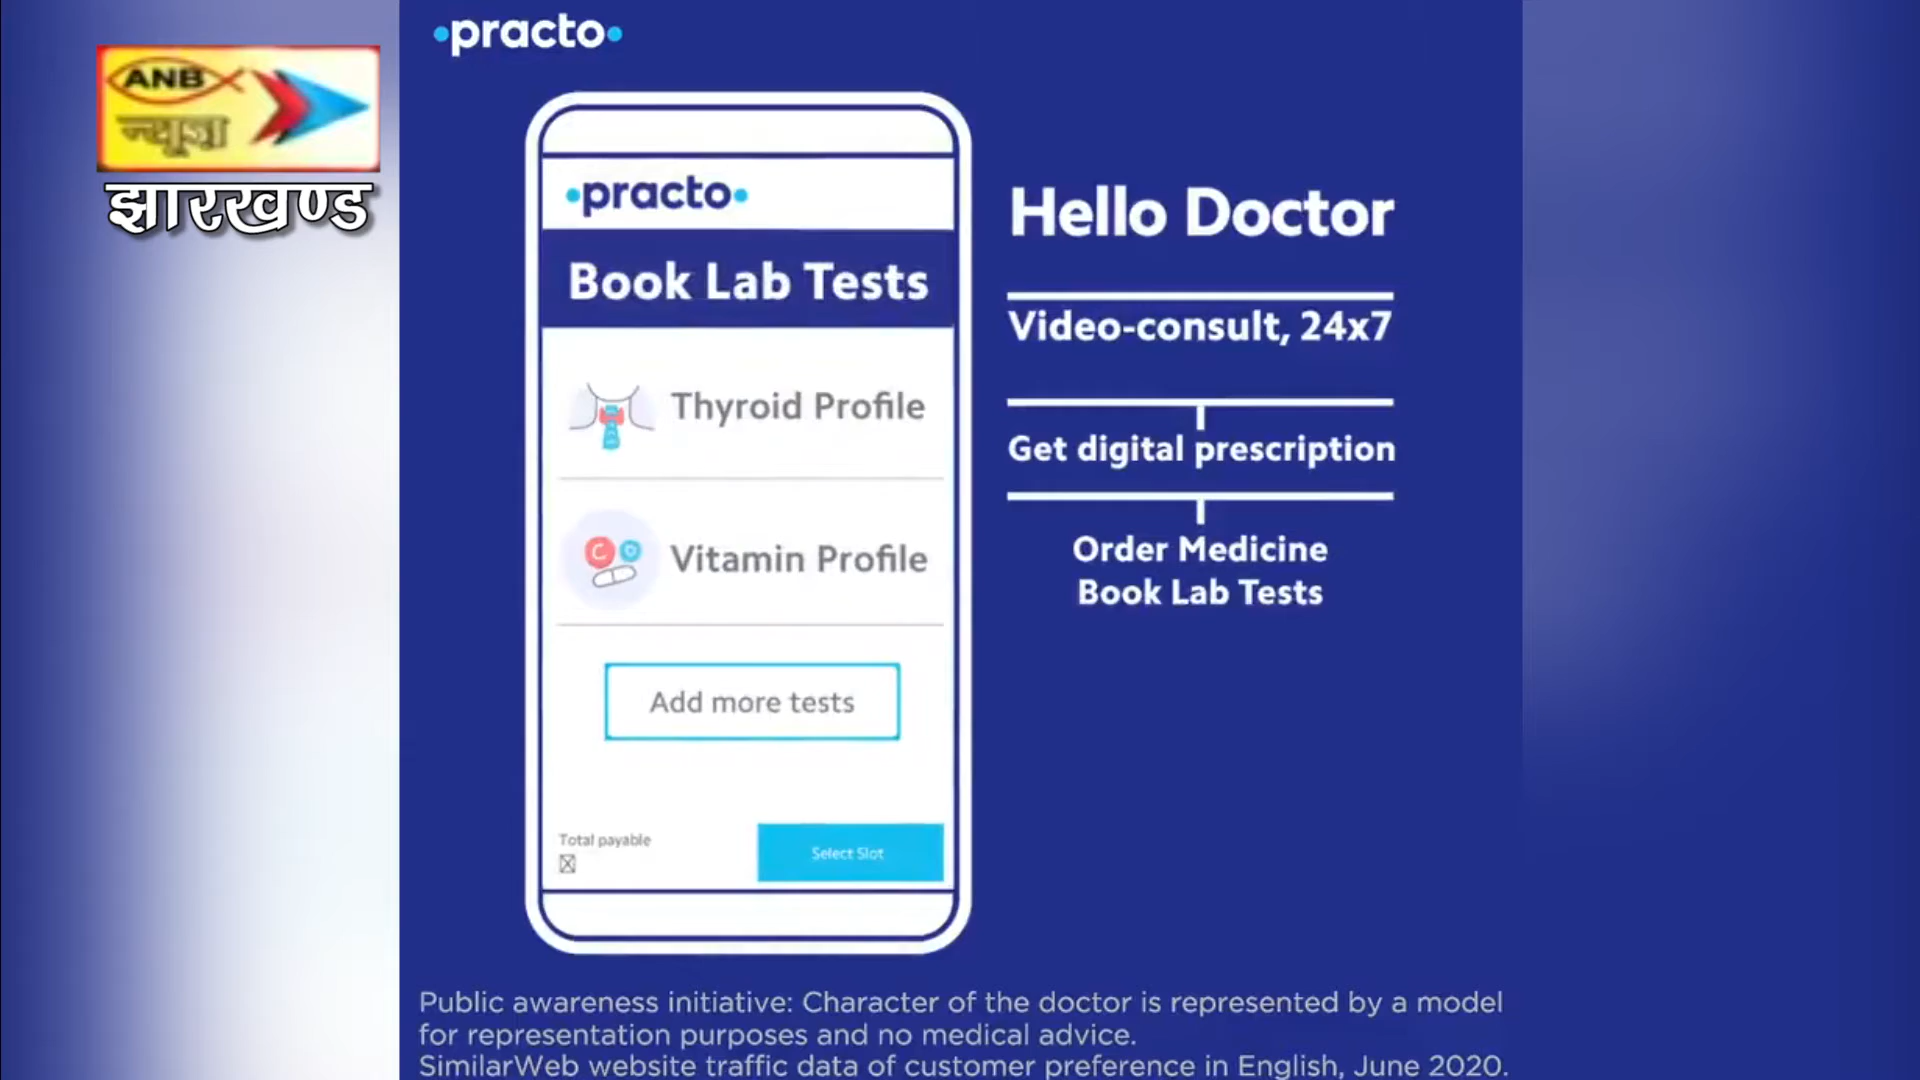 practo
ANB
न्यूज़
झारखण्ड
practo
Book Lab Tests
Thyroid Profile
C
Vitamin Profile
Add more tests
Total payable
Select Slot
Hello Doctor
Video-consult, 24x7
Get digital prescription
Order Medicine
Book Lab Tests
Public awareness initiative: Character of the doctor is represented by a model
for representation purposes and no medical advice.
SimilarWeb website traffic data of customer preference in English, June 2020.